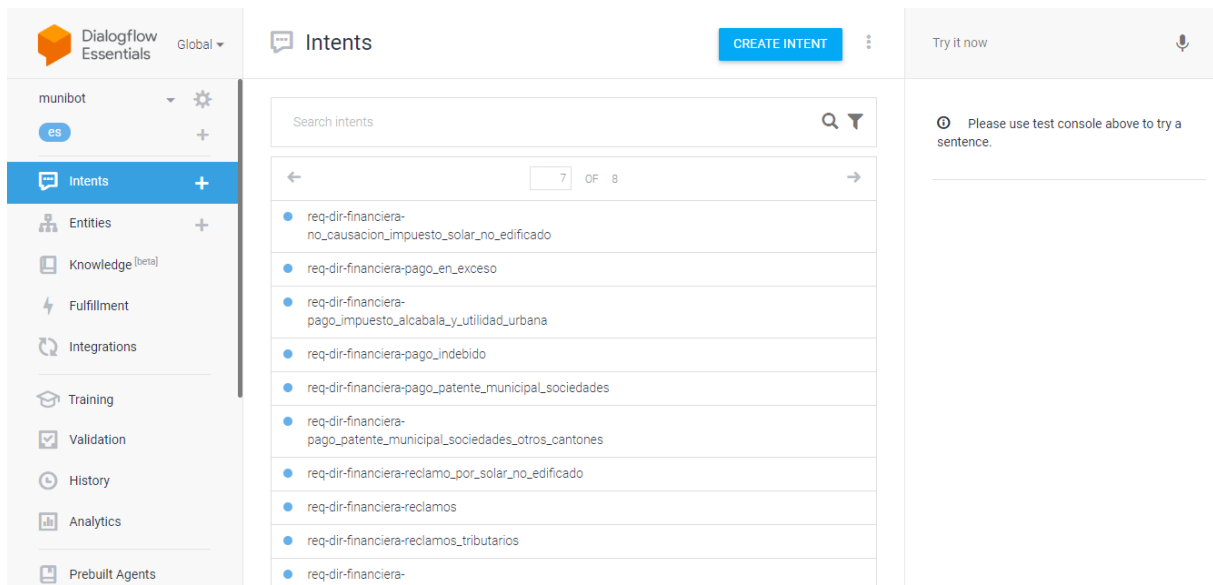 Dialogflow
Essentials
Global
Intents
CREATE INTENT
Try it now
munibot
es
Search intents
Please use test console above to try a
sentence.
Intents
7 OF 8
Entities
Knowledge [beta]
Fulfillment
Integrations
Training
Validation
History
Analytics
Prebuilt Agents
req-dir-financiera-
no_causacion_impuesto_solar_no_edificado
req-dir-financiera-pago_en_exceso
req-dir-financiera-
pago_impuesto_alcabala_y_utilidad_urbana
req-dir-financiera-pago_indebido
req-dir-financiera-pago_patente_municipal_sociedades
req-dir-financiera-
pago_patente_municipal_sociedades_otros_cantones
req-dir-financiera-reclamo_por_solar_no_edificado
req-dir-financiera-reclamos
req-dir-financiera-reclamos_tributarios
req-dir-financiera-